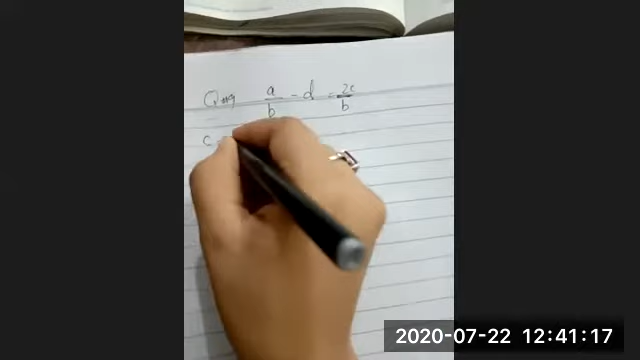 a/b - d = 2c/b
c
2020-07-22 12:41:17